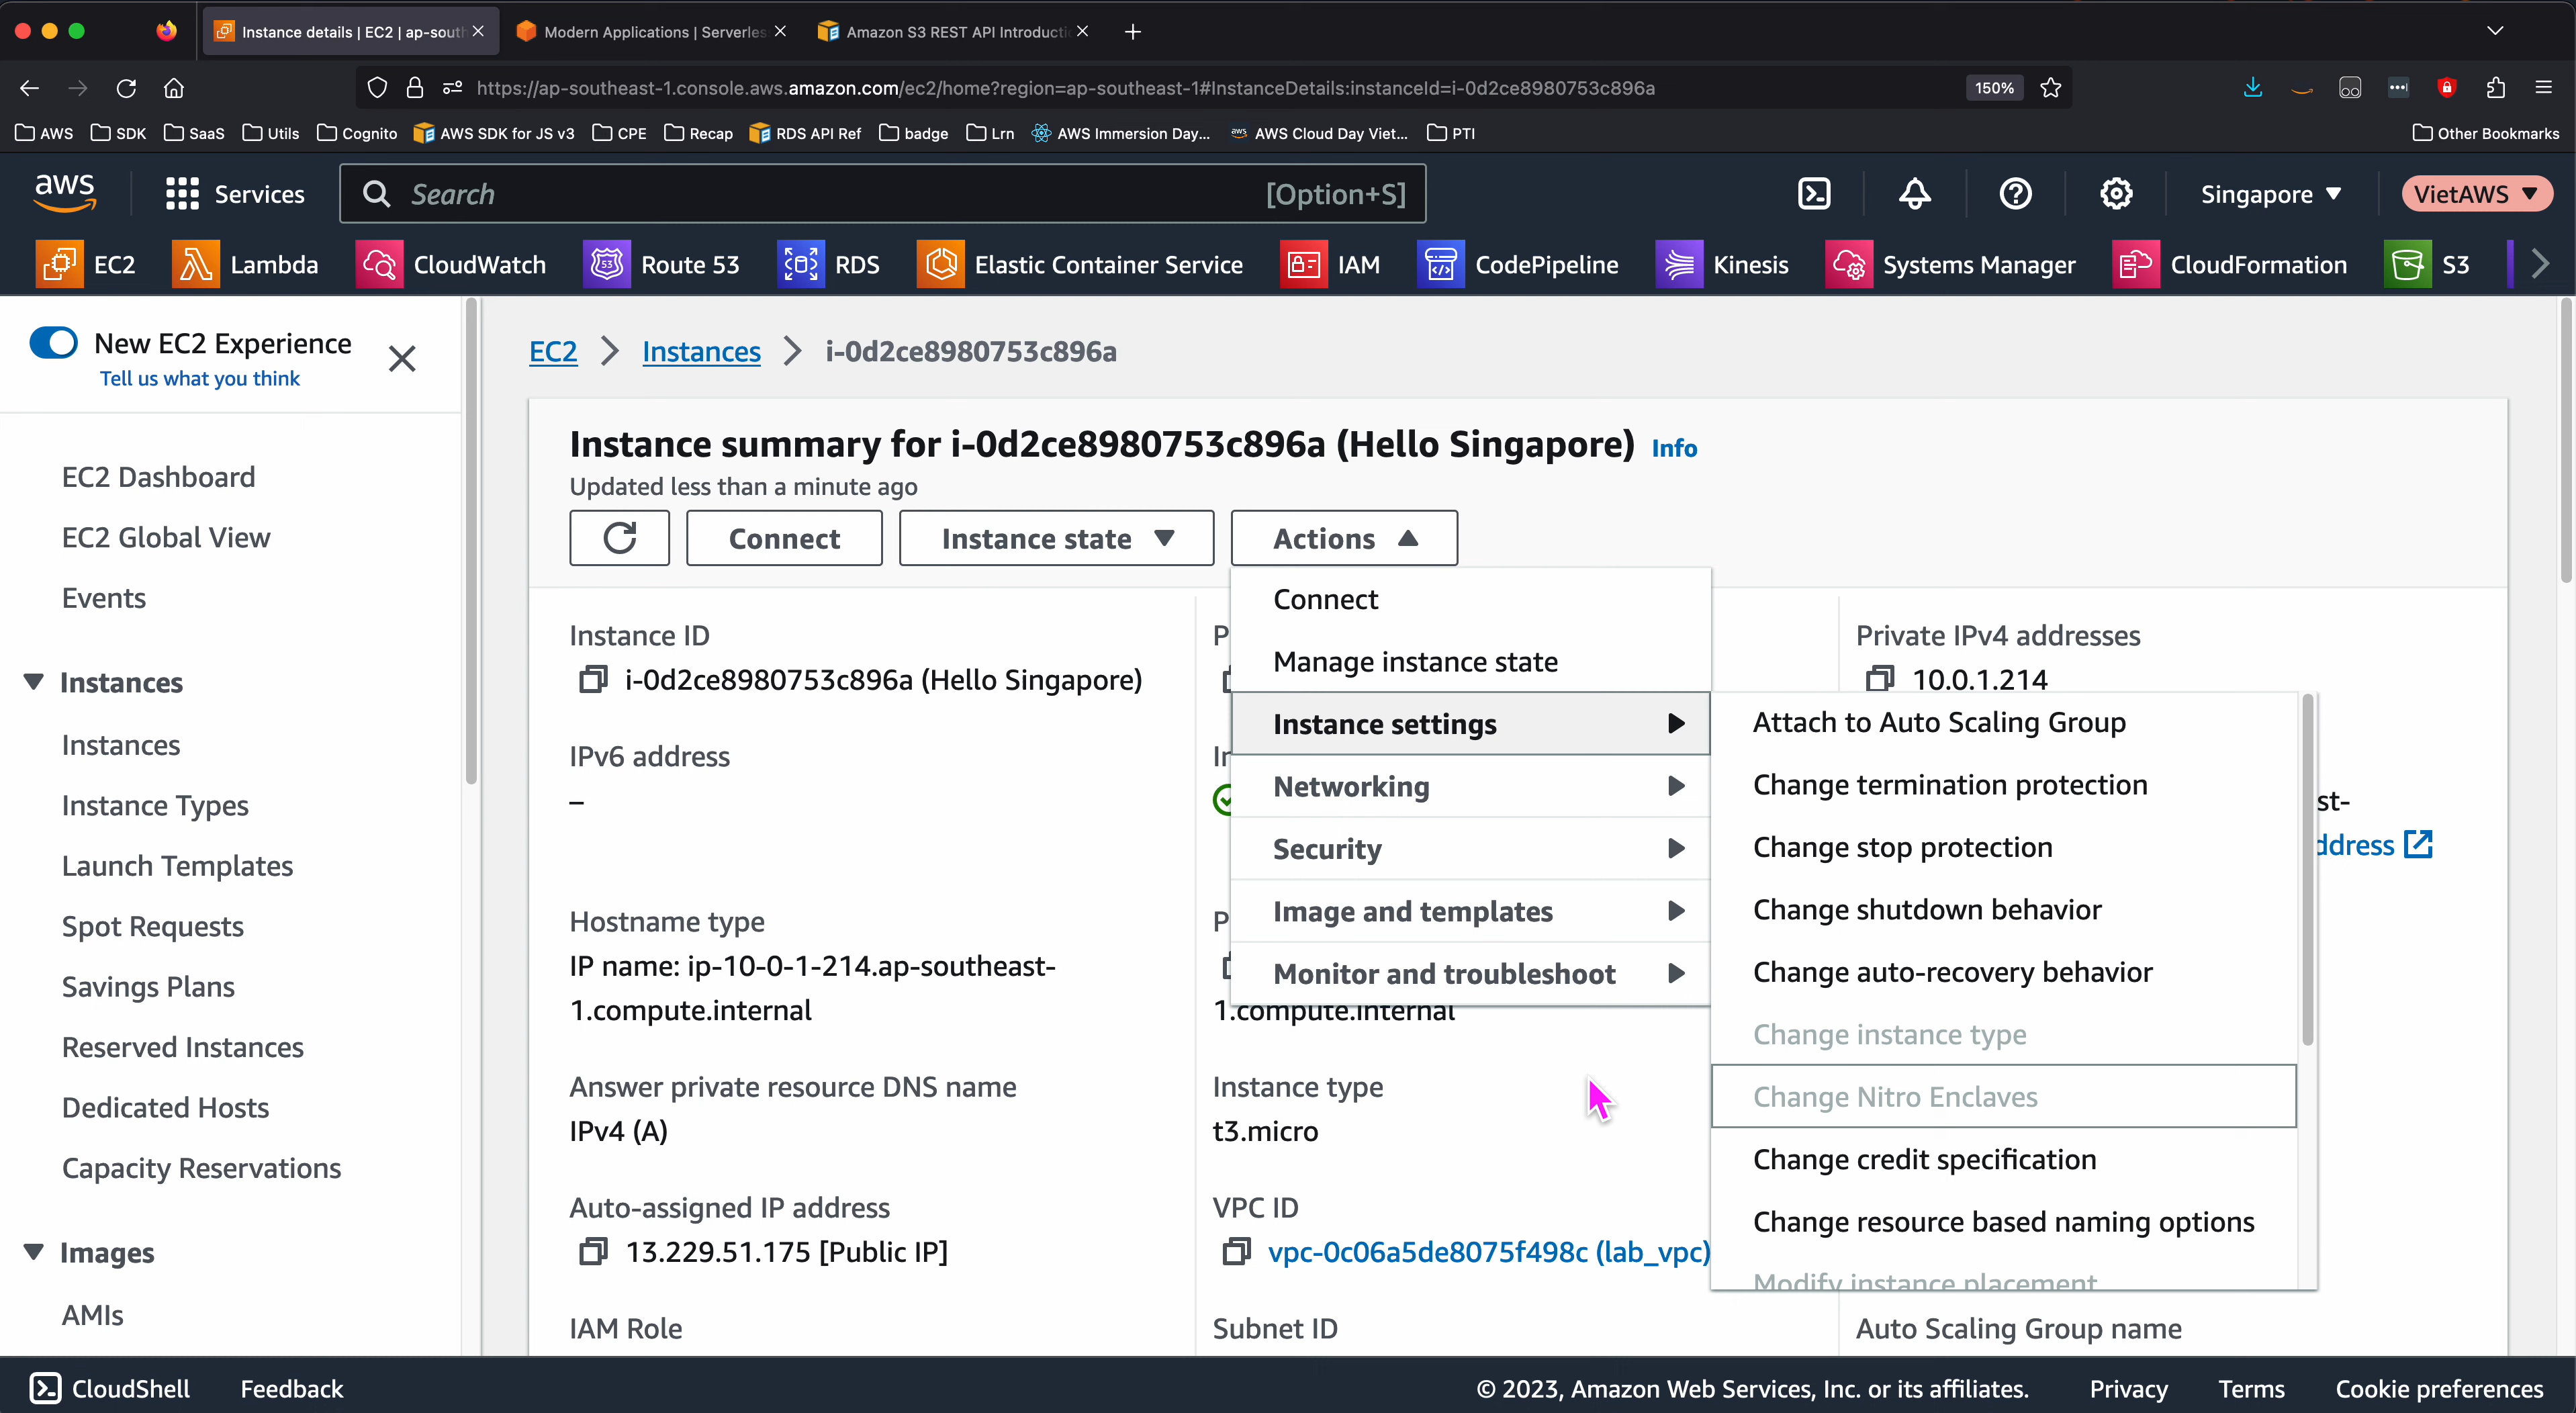 Instance details | EC2 | ap-south
Modern Applications | Serverles
Amazon S3 REST API Introducti
https://ap-southeast-1.console.aws.amazon.com/ec2/home?region=ap-southeast-1#InstanceDetails:instanceId=i-0d2ce8980753c896a
150%
AWS
SDK
SaaS
Utils
Cognito
AWS SDK for JS v3
CPE
Recap
RDS API Ref
badge
Lrn
AWS Immersion Day...
AWS Cloud Day Viet...
PTI
Other Bookmarks
aws
Services
Search
[Option+S]
Singapore
VietAWS
EC2
Lambda
CloudWatch
Route 53
RDS
Elastic Container Service
IAM
CodePipeline
Kinesis
Systems Manager
CloudFormation
S3
New EC2 Experience
Tell us what you think
EC2 Dashboard
EC2 Global View
Events
Instances
Instances
Instance Types
Launch Templates
Spot Requests
Savings Plans
Reserved Instances
Dedicated Hosts
Capacity Reservations
Images
AMIs
EC2 > Instances > i-0d2ce8980753c896a
Instance summary for i-0d2ce8980753c896a (Hello Singapore) Info
Updated less than a minute ago
Connect
Instance state
Actions
Connect
Manage instance state
Instance settings
Networking
Security
Image and templates
Monitor and troubleshoot
Attach to Auto Scaling Group
Change termination protection
Change stop protection
Change shutdown behavior
Change auto-recovery behavior
Change instance type
Change Nitro Enclaves
Change credit specification
Change resource based naming options
Modify instance placement
Instance ID
i-0d2ce8980753c896a (Hello Singapore)
IPv6 address
–
Hostname type
IP name: ip-10-0-1-214.ap-southeast-
1.compute.internal
Answer private resource DNS name
IPv4 (A)
Auto-assigned IP address
13.229.51.175 [Public IP]
IAM Role
P
In
P
1.compute.internal
Instance type
t3.micro
VPC ID
vpc-0c06a5de8075f498c (lab_vpc)
Subnet ID
Private IPv4 addresses
10.0.1.214
st-
ddress
Auto Scaling Group name
CloudShell
Feedback
© 2023, Amazon Web Services, Inc. or its affiliates.
Privacy
Terms
Cookie preferences